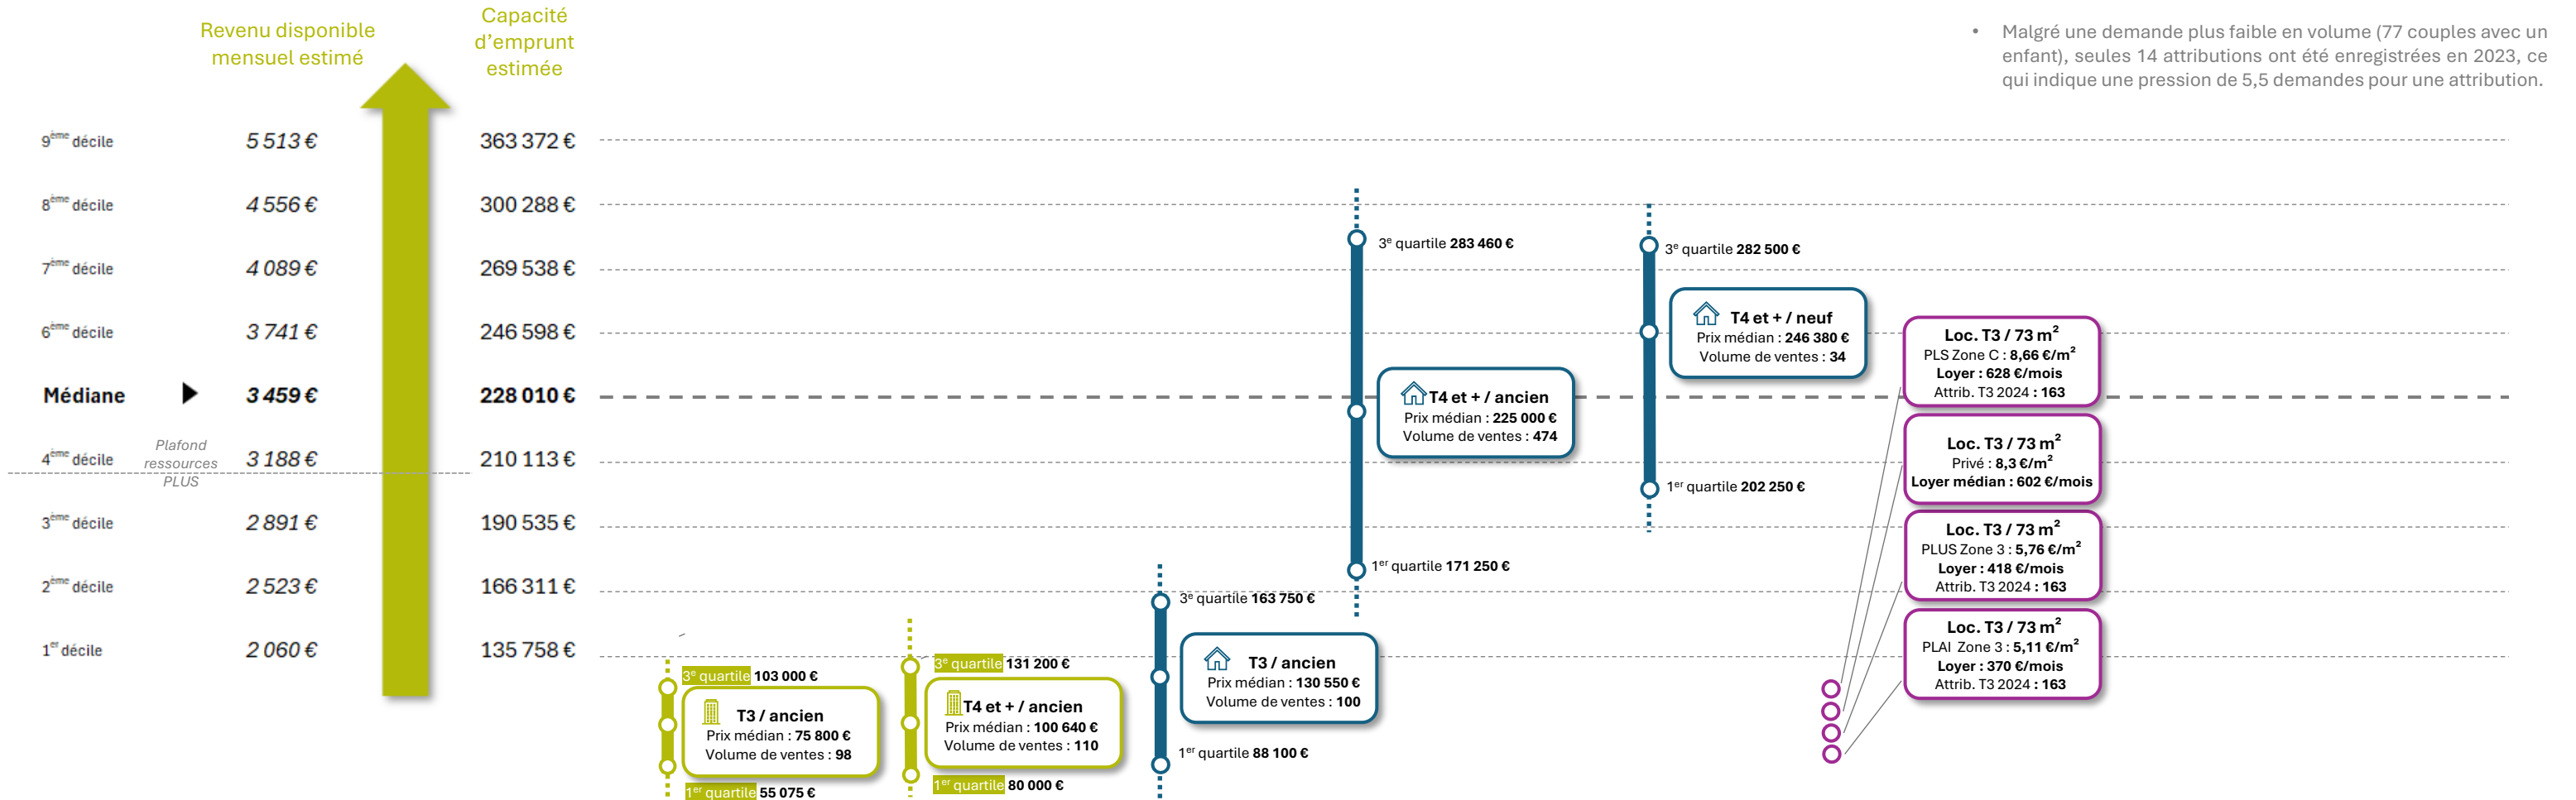 Revenu disponible
mensuel estimé
Capacité
d’emprunt
estimée
• Malgré une demande plus faible en volume (77 couples avec un
enfant), seules 14 attributions ont été enregistrées en 2023, ce
qui indique une pression de 5,5 demandes pour une attribution.
9ème décile 5 513 € 363 372 €
8ème décile 4 556 € 300 288 €
7ème décile 4 089 € 269 538 €
6ème décile 3 741 € 246 598 €
Médiane 3 459 € 228 010 €
4ème décile 3 188 € 210 113 €
Plafond
ressources
PLUS
3ème décile 2 891 € 190 535 €
2ème décile 2 523 € 166 311 €
1er décile 2 060 € 135 758 €
3e quartile 103 000 €
T3 / ancien
Prix médian : 75 800 €
Volume de ventes : 98
1er quartile 55 075 €
3e quartile 131 200 €
T4 et + / ancien
Prix médian : 100 640 €
Volume de ventes : 110
1er quartile 80 000 €
3e quartile 163 750 €
T3 / ancien
Prix médian : 130 550 €
Volume de ventes : 100
1er quartile 88 100 €
3e quartile 283 460 €
T4 et + / ancien
Prix médian : 225 000 €
Volume de ventes : 474
1er quartile 171 250 €
3e quartile 282 500 €
T4 et + / neuf
Prix médian : 246 380 €
Volume de ventes : 34
1er quartile 202 250 €
Loc. T3 / 73 m²
PLS Zone C : 8,66 €/m²
Loyer : 628 €/mois
Attrib. T3 2024 : 163
Loc. T3 / 73 m²
Privé : 8,3 €/m²
Loyer médian : 602 €/mois
Loc. T3 / 73 m²
PLUS Zone 3 : 5,76 €/m²
Loyer : 418 €/mois
Attrib. T3 2024 : 163
Loc. T3 / 73 m²
PLAI Zone 3 : 5,11 €/m²
Loyer : 370 €/mois
Attrib. T3 2024 : 163